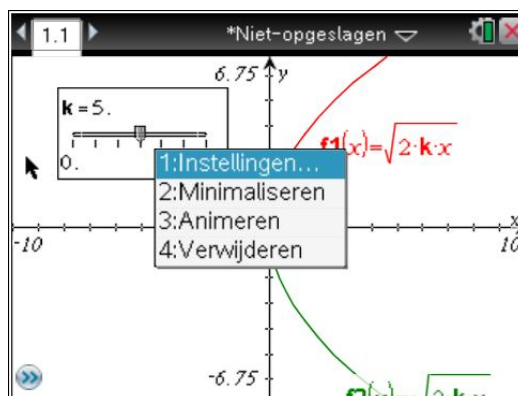 1.1 *Niet-opgeslagen
6.75 y
k=5.
0.
f1(x)=√2·k·x
1:Instellingen...
2:Minimaliseren
3:Animeren
4:Verwijderen
-10
x
10
-6.75